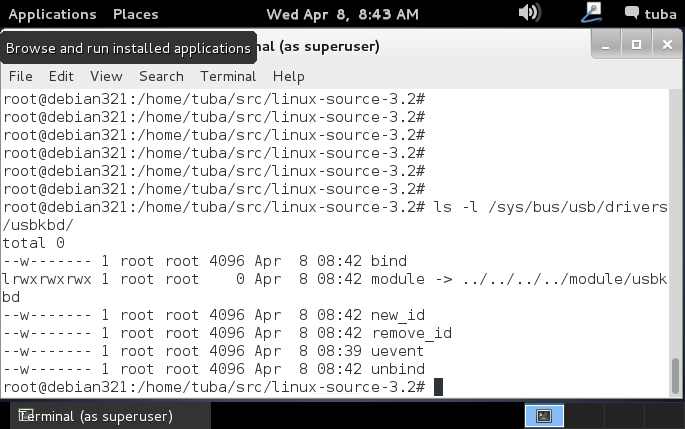 Applications Places Wed Apr 8, 8:43 AM tuba
Browse and run installed applications
nal (as superuser)
File Edit View Search Terminal Help
root@debian321:/home/tuba/src/linux-source-3.2#
root@debian321:/home/tuba/src/linux-source-3.2#
root@debian321:/home/tuba/src/linux-source-3.2#
root@debian321:/home/tuba/src/linux-source-3.2#
root@debian321:/home/tuba/src/linux-source-3.2#
root@debian321:/home/tuba/src/linux-source-3.2#
root@debian321:/home/tuba/src/linux-source-3.2# ls -l /sys/bus/usb/drivers
/usbkbd/
total 0
--w------- 1 root root 4096 Apr  8 08:42 bind
lrwxrwxrwx 1 root root    0 Apr  8 08:42 module -> ../../../../module/usbk
bd
--w------- 1 root root 4096 Apr  8 08:42 new_id
--w------- 1 root root 4096 Apr  8 08:42 remove_id
--w------- 1 root root 4096 Apr  8 08:39 uevent
--w------- 1 root root 4096 Apr  8 08:42 unbind
root@debian321:/home/tuba/src/linux-source-3.2#
Terminal (as superuser)